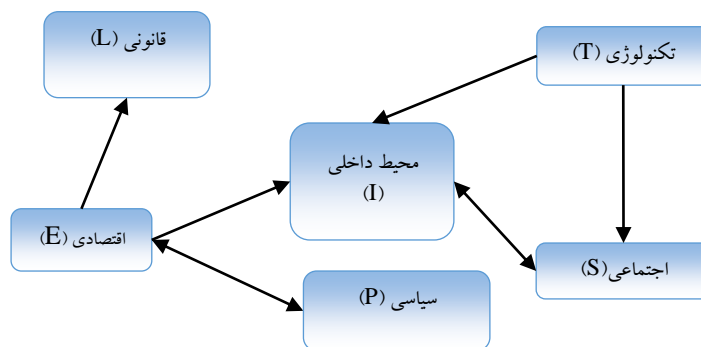 قانونی (L)
تکنولوژی (T)
محیط داخلی
(I)
اقتصادی (E)
اجتماعی(S)
سیاسی (P)